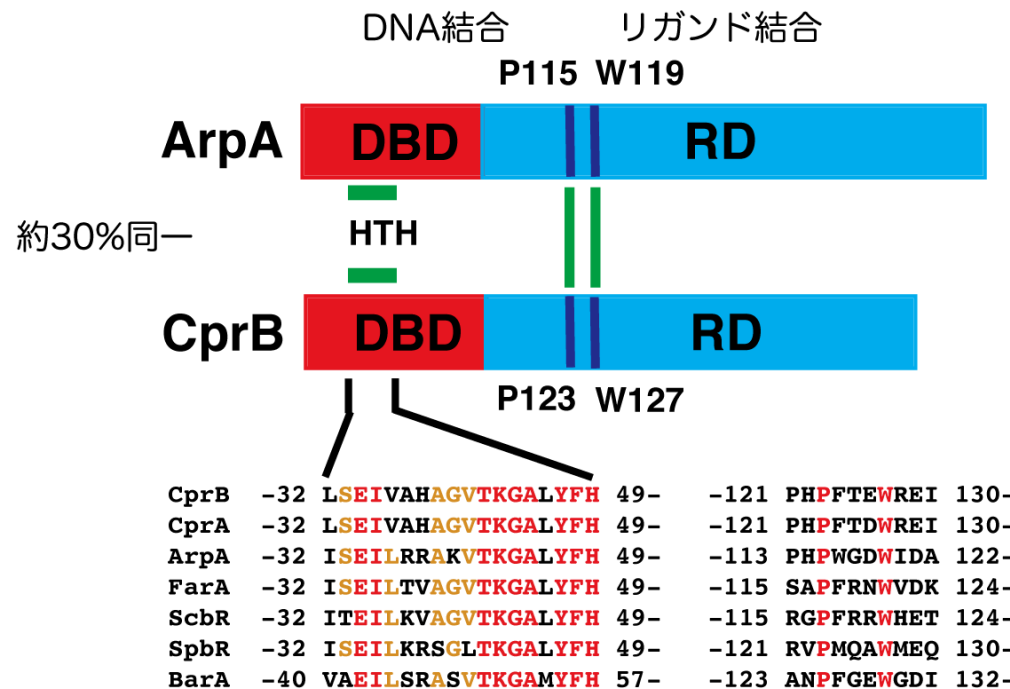 DNA結合 リガンド結合
P115 W119
ArpA DBD RD
約30%同一 HTH
CprB DBD RD
P123 W127
CprB -32 LSEIVAHAGVTKGALYFH 49- -121 PHPFTEWREI 130-
CprA -32 LSEIVAHAGVTKGALYFH 49- -121 PHPFTDWREI 130-
ArpA -32 ISEILRRAKVTKGALYFH 49- -113 PHPWGDWIDA 122-
FarA -32 ISEILTVAGVTKGALYFH 49- -115 SAPFRNWVDK 124-
ScbR -32 ITEILKVAGVTKGALYFH 49- -115 RGPFRRWHET 124-
SpbR -32 ISEILKRSGLTKGALYFH 49- -121 RVPMQAWMEQ 130-
BarA -40 VAEILSRASVTKGAMYFH 57- -123 ANPFGEWGDI 132-